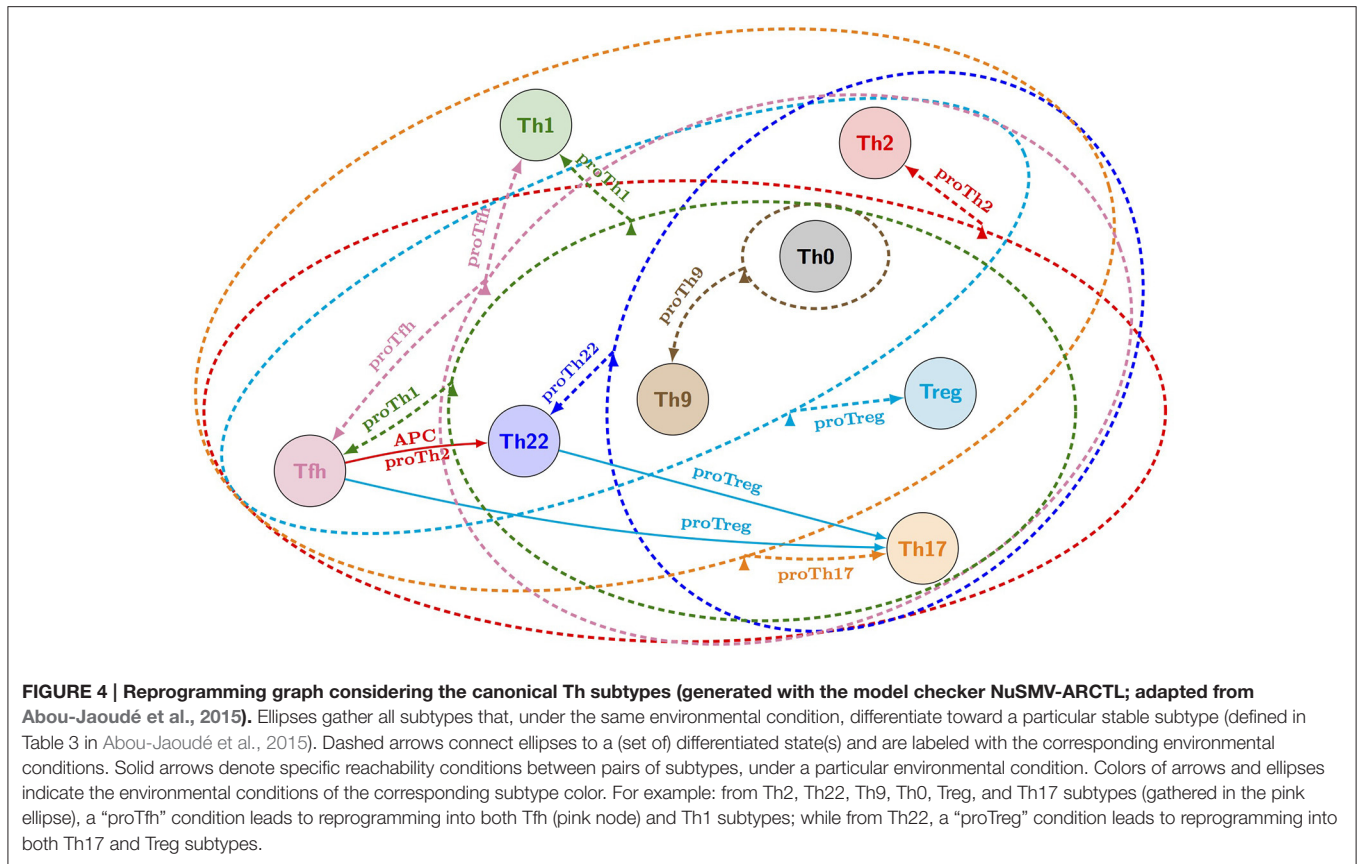 Th1
Th2
proTh1
proTh2
proTfh
Th0
proTh9
proTfh
proTh22
proTh1
Th9
Treg
proTreg
APC
proTh2
Th22
Tfh
proTreg
proTreg
Th17
proTh17
FIGURE 4 | Reprogramming graph considering the canonical Th subtypes (generated with the model checker NuSMV-ARCTL; adapted from
Abou-Jaoudé et al., 2015). Ellipses gather all subtypes that, under the same environmental condition, differentiate toward a particular stable subtype (defined in
Table 3 in Abou-Jaoudé et al., 2015). Dashed arrows connect ellipses to a (set of) differentiated state(s) and are labeled with the corresponding environmental
conditions. Solid arrows denote specific reachability conditions between pairs of subtypes, under a particular environmental condition. Colors of arrows and ellipses
indicate the environmental conditions of the corresponding subtype color. For example: from Th2, Th22, Th9, Th0, Treg, and Th17 subtypes (gathered in the pink
ellipse), a “proTfh” condition leads to reprogramming into both Tfh (pink node) and Th1 subtypes; while from Th22, a “proTreg” condition leads to reprogramming into
both Th17 and Treg subtypes.